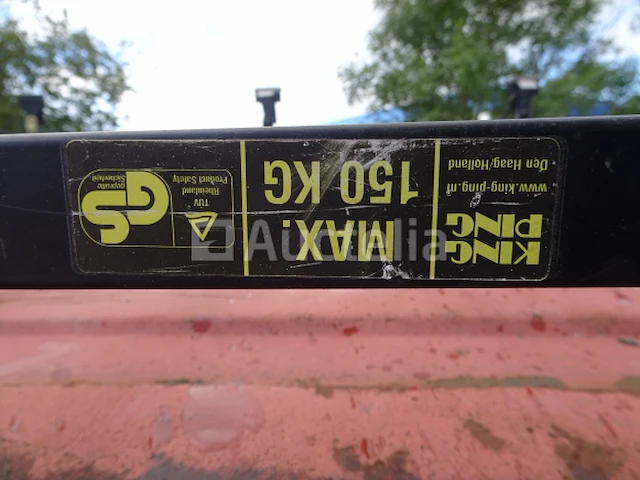 KING
PING
www.king-ping.nl
Den Haag/Holland
MAX.
150 KG
TÜV
Rheinland
Product Safety
GS
geprüfte
Sicherheit
Auctelia